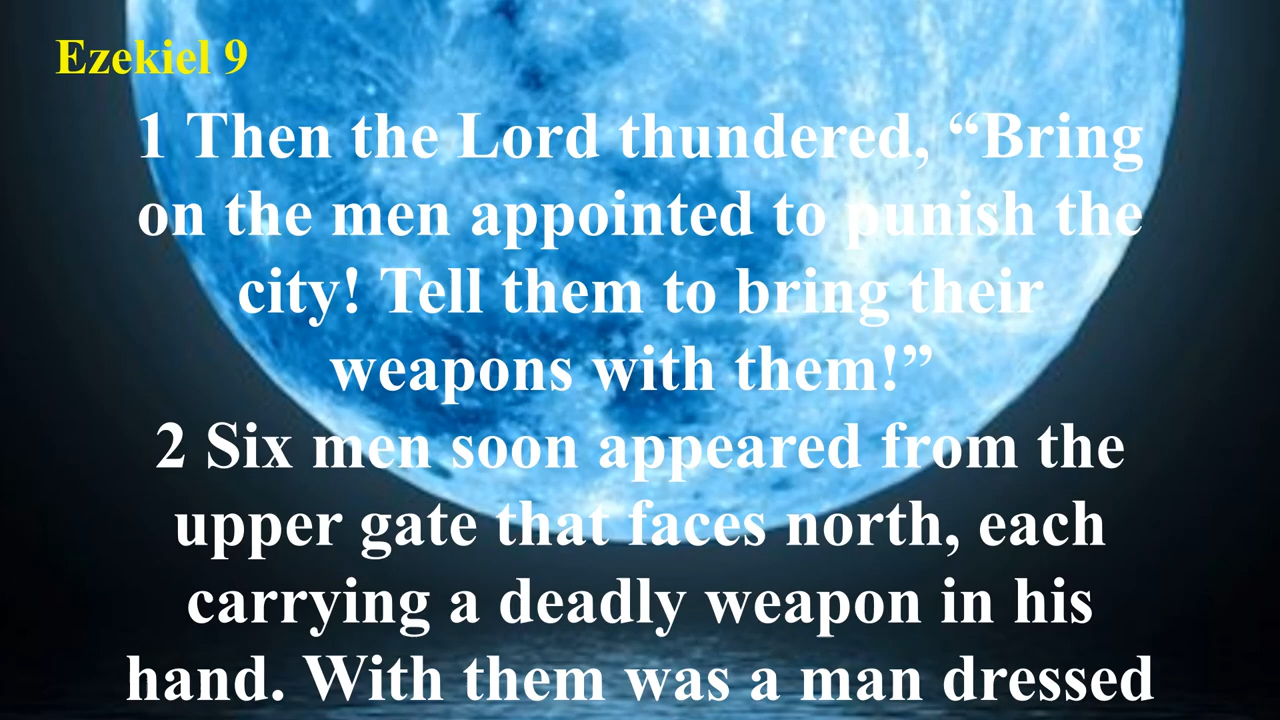 Ezekiel 9
1 Then the Lord thundered, “Bring
on the men appointed to punish the
city! Tell them to bring their
weapons with them!”
2 Six men soon appeared from the
upper gate that faces north, each
carrying a deadly weapon in his
hand. With them was a man dressed